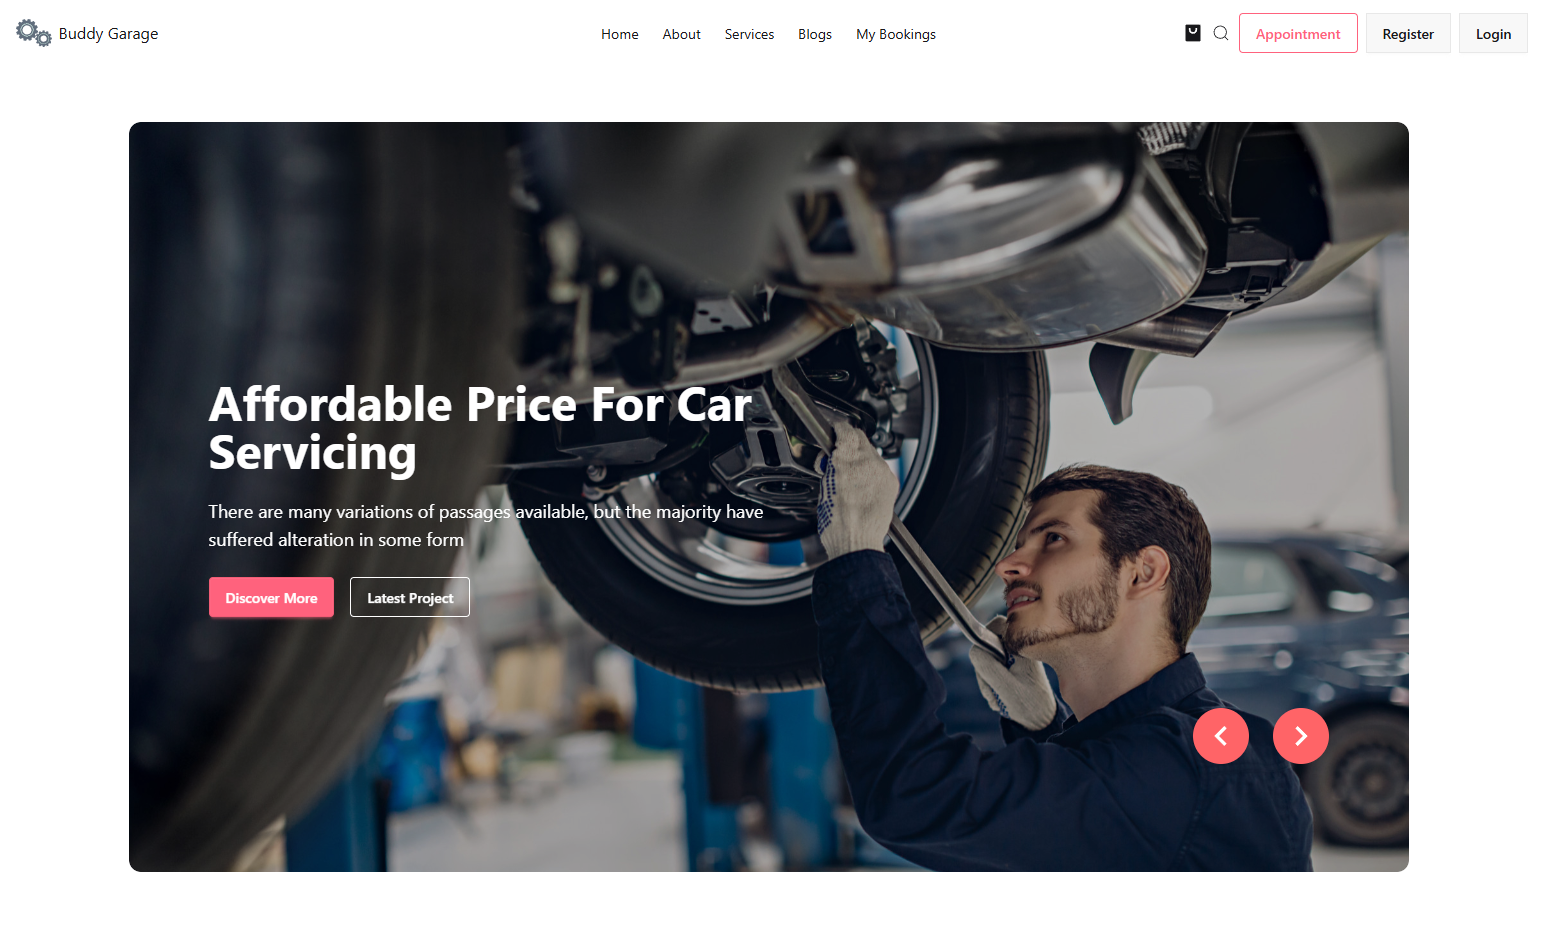 Buddy Garage
Home
About
Services
Blogs
My Bookings
Appointment
Register
Login
Affordable Price For Car
Servicing
There are many variations of passages available, but the majority have
suffered alteration in some form
Discover More
Latest Project